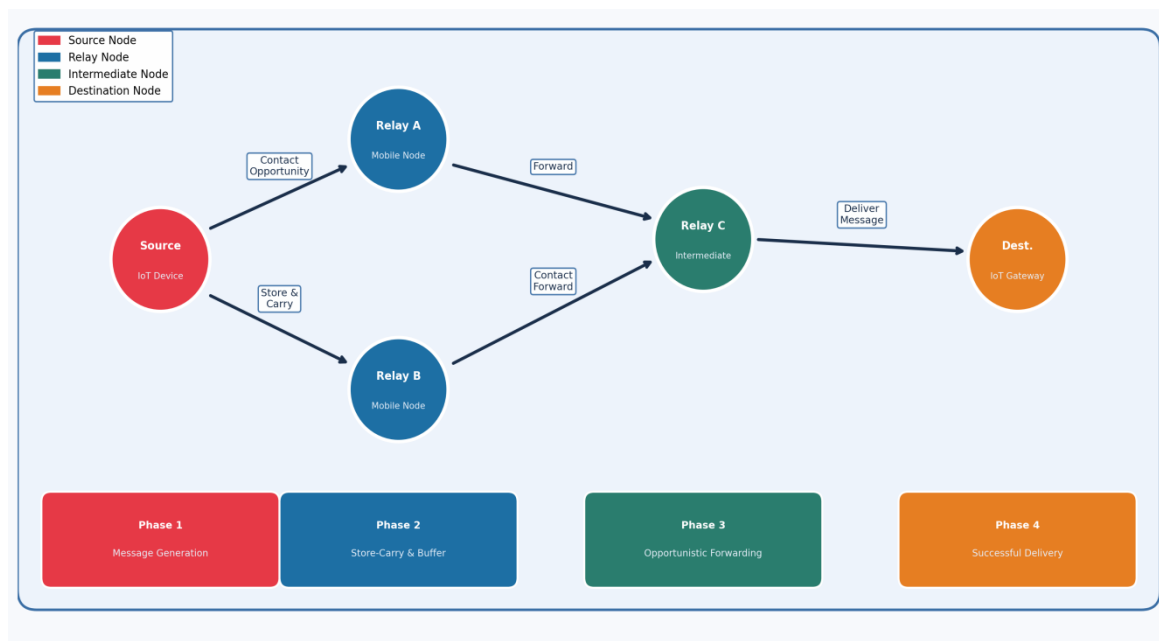 Source Node
Relay Node
Intermediate Node
Destination Node
Relay A
Mobile Node
Contact
Opportunity
Forward
Source
IoT Device
Relay C
Intermediate
Deliver
Message
Dest.
IoT Gateway
Store &
Carry
Contact
Forward
Relay B
Mobile Node
Phase 1
Message Generation
Phase 2
Store-Carry & Buffer
Phase 3
Opportunistic Forwarding
Phase 4
Successful Delivery